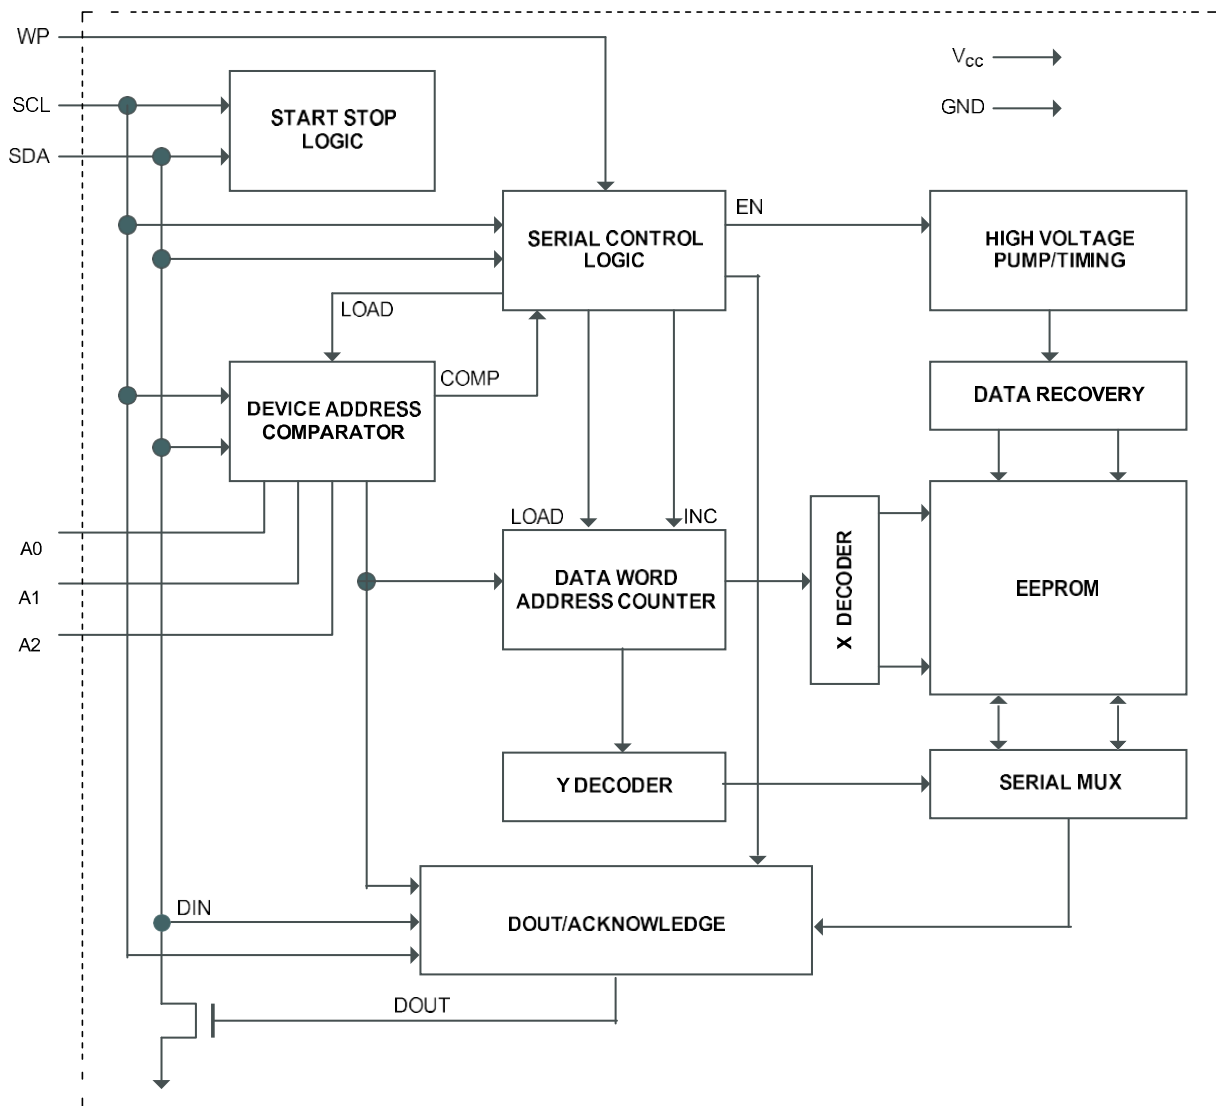 WP
Vcc
SCL
GND
START STOP
LOGIC
SDA
EN
SERIAL CONTROL
LOGIC
HIGH VOLTAGE
PUMP/TIMING
LOAD
COMP
DATA RECOVERY
DEVICE ADDRESS
COMPARATOR
LOAD
INC
A0
X DECODER
DATA WORD
ADDRESS COUNTER
EEPROM
A1
A2
Y DECODER
SERIAL MUX
DIN
DOUT/ACKNOWLEDGE
DOUT